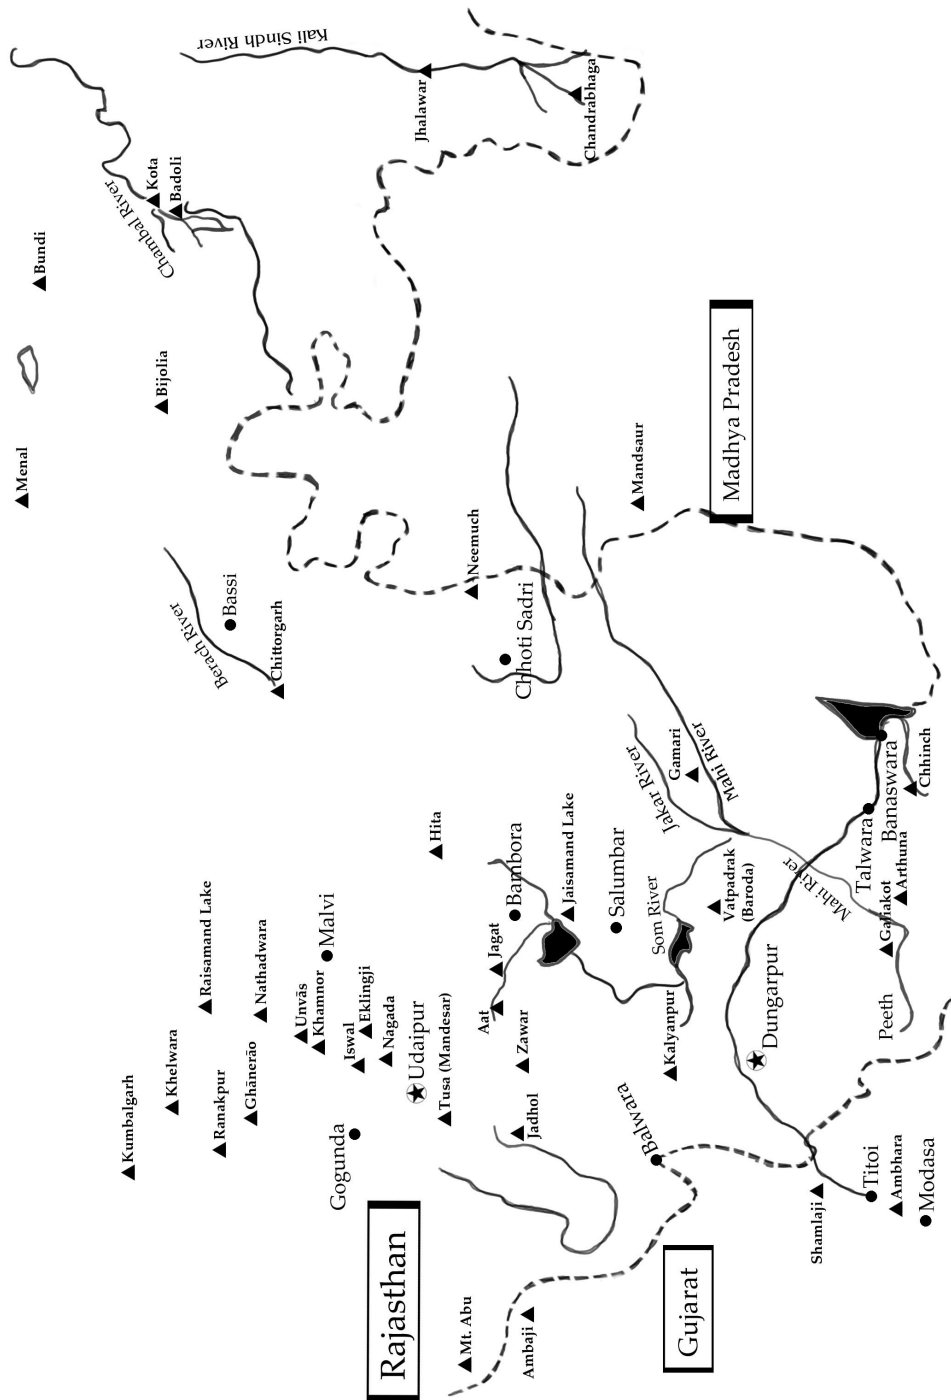 Menal
Bundi
Kumbalgarh
Chambal River
Kota
Bijolia
Khelwara
Badoli
Berach River
Raisamand Lake
Ranakpur
Bassi
Ghānerāo
Nathadwara
Kali Sindh River
Chittorgarh
Unvās
Khamnor
Malvi
Gogunda
Iswal
Eklingji
Nagada
Rajasthan
Udaipur
Jhalawar
Hita
Tusa (Mandesar)
Mt. Abu
Neemuch
Aat
Jagat
Bambora
Zawar
Chhoti Sadri
Ambaji
Jadhol
Jaisamand Lake
Chandrabhaga
Salumbar
Balwara
Mandsaur
Jakar River
Som River
Kalyanpur
Gamari
Gujarat
Mahi River
Vatpadrak
(Baroda)
Madhya Pradesh
Dungarpur
Mahi River
Shamlaji
Talwara
Titoi
Galiakot
Peeth
Banaswara
Ambhara
Arthuna
Chhinch
Modasa